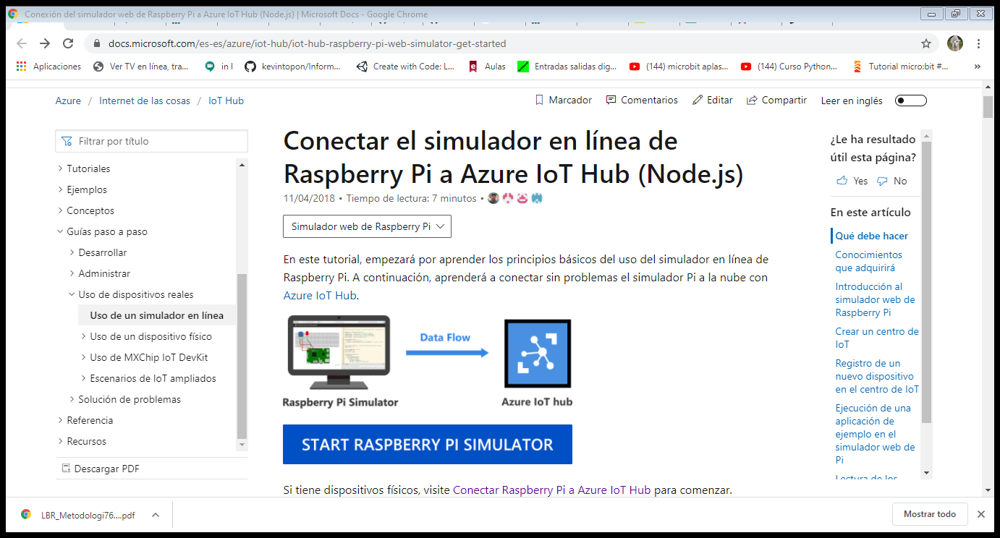 Conexión del simulador web de Raspberry Pi a Azure IoT Hub (Node.js) | Microsoft Docs - Google Chrome
docs.microsoft.com/es-es/azure/iot-hub/iot-hub-raspberry-pi-web-simulator-get-started
Aplicaciones
Ver TV en línea, tra...
in l
kevintopon/Inform...
Create with Code: L...
Aulas
Entradas salidas dig...
(144) microbit aplas...
(144) Curso Python...
Tutorial micro:bit #...
»
Azure / Internet de las cosas / IoT Hub
Marcador
Comentarios
Editar
Compartir
Leer en inglés
Filtrar por título
Tutoriales
Ejemplos
Conceptos
Guías paso a paso
Desarrollar
Administrar
Uso de dispositivos reales
Uso de un simulador en línea
Uso de un dispositivo físico
Uso de MXChip IoT DevKit
Escenarios de IoT ampliados
Solución de problemas
Referencia
Recursos
Descargar PDF
Conectar el simulador en línea de
Raspberry Pi a Azure IoT Hub (Node.js)
11/04/2018 • Tiempo de lectura: 7 minutos •
Simulador web de Raspberry Pi
En este tutorial, empezará por aprender los principios básicos del uso del simulador en línea de
Raspberry Pi. A continuación, aprenderá a conectar sin problemas el simulador Pi a la nube con
Azure IoT Hub.
Data Flow
Raspberry Pi Simulator
Azure IoT hub
START RASPBERRY PI SIMULATOR
Si tiene dispositivos físicos, visite Conectar Raspberry Pi a Azure IoT Hub para comenzar.
¿Le ha resultado
útil esta página?
Yes
No
En este artículo
Qué debe hacer
Conocimientos
que adquirirá
Introducción al
simulador web de
Raspberry Pi
Crear un centro de
IoT
Registro de un
nuevo dispositivo
en el centro de IoT
Ejecución de una
aplicación de
ejemplo en el
simulador web de
Pi
Lectura de los
LBR_Metodologi76....pdf
Mostrar todo